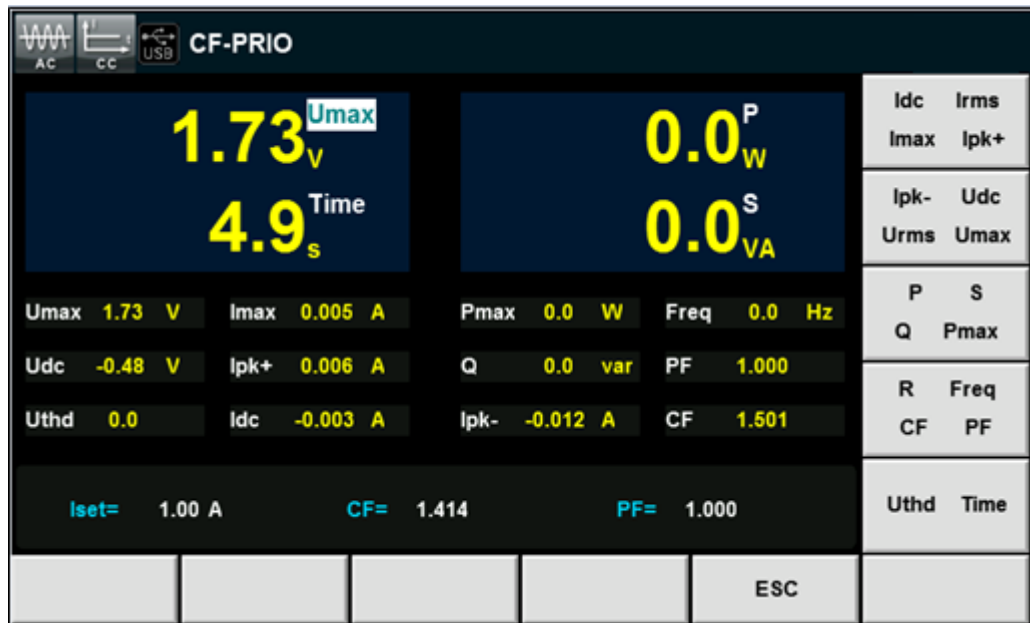 AC CC USB CF-PRIO
1.73 V Umax
4.9 s Time
0.0 W P
0.0 VA S
Umax 1.73 V Imax 0.005 A Pmax 0.0 W Freq 0.0 Hz
Udc -0.48 V Ipk+ 0.006 A Q 0.0 var PF 1.000
Uthd 0.0 Idc -0.003 A Ipk- -0.012 A CF 1.501
Iset= 1.00 A CF= 1.414 PF= 1.000
Idc Irms
Imax Ipk+
Ipk- Udc
Urms Umax
P S
Q Pmax
R Freq
CF PF
Uthd Time
ESC